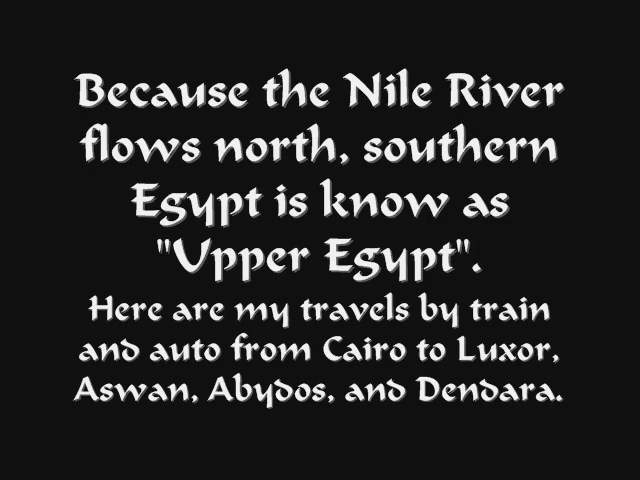 Because the Nile River
flows north, southern
Egypt is know as
"Upper Egypt".
Here are my travels by train
and auto from Cairo to Luxor,
Aswan, Abydos, and Dendara.